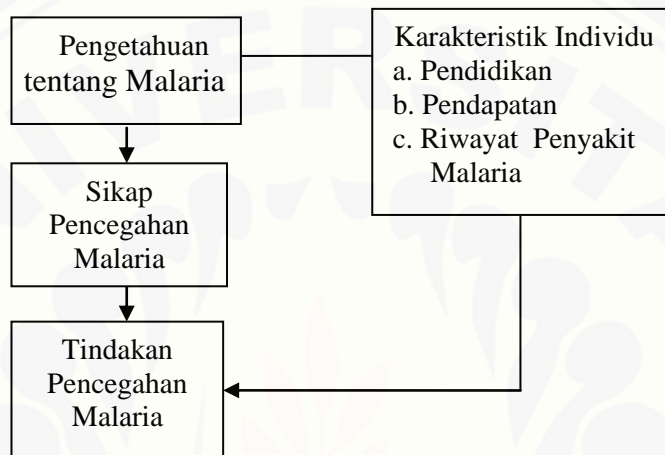 Pengetahuan
tentang Malaria
Karakteristik Individu
a. Pendidikan
b. Pendapatan
c. Riwayat Penyakit
Malaria
Sikap
Pencegahan
Malaria
Tindakan
Pencegahan
Malaria